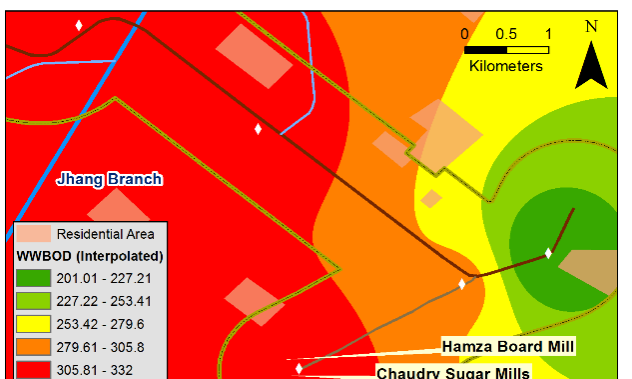 N
0 0.5 1
Kilometers
Jhang Branch
Residential Area
WWBOD (Interpolated)
201.01 - 227.21
227.22 - 253.41
253.42 - 279.6
279.61 - 305.8
305.81 - 332
Hamza Board Mill
Chaudry Sugar Mills